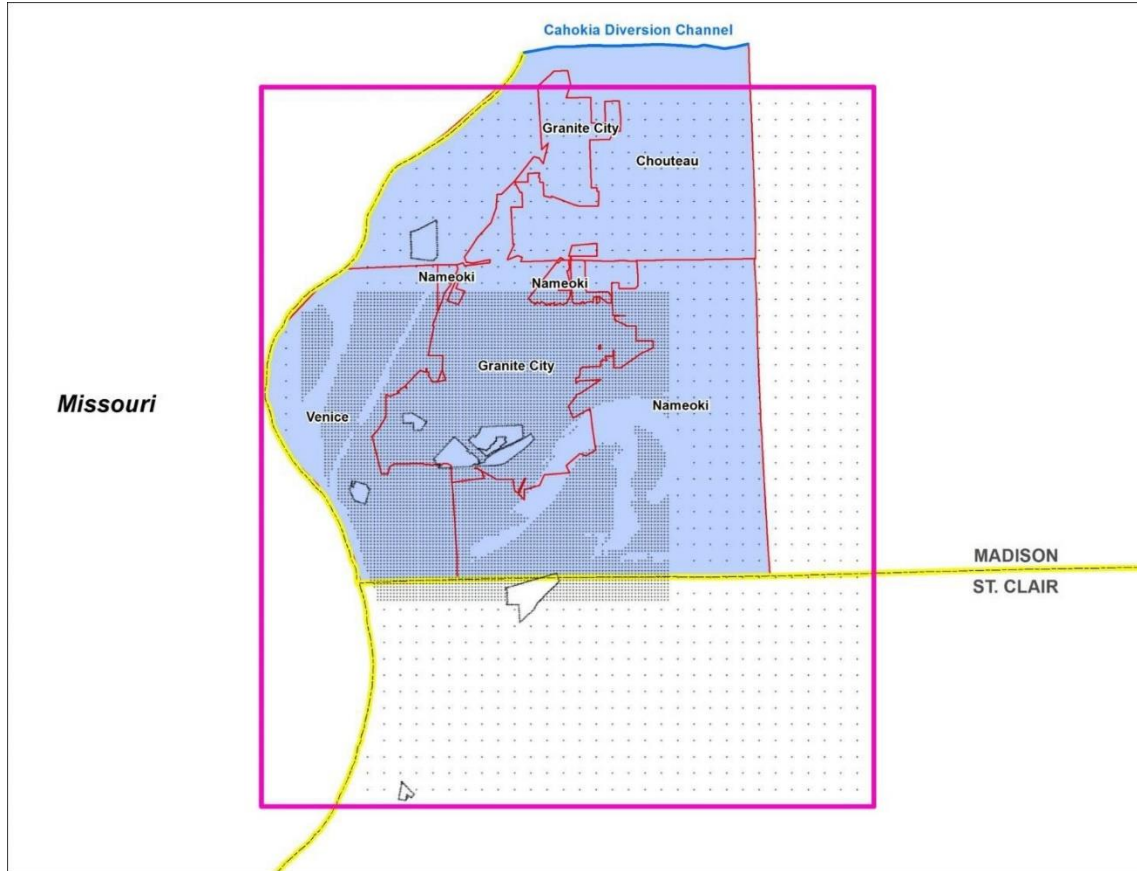 Cahokia Diversion Channel
Granite City
Chouteau
Nameoki
Nameoki
Granite City
Missouri
Venice
Nameoki
MADISON
ST. CLAIR